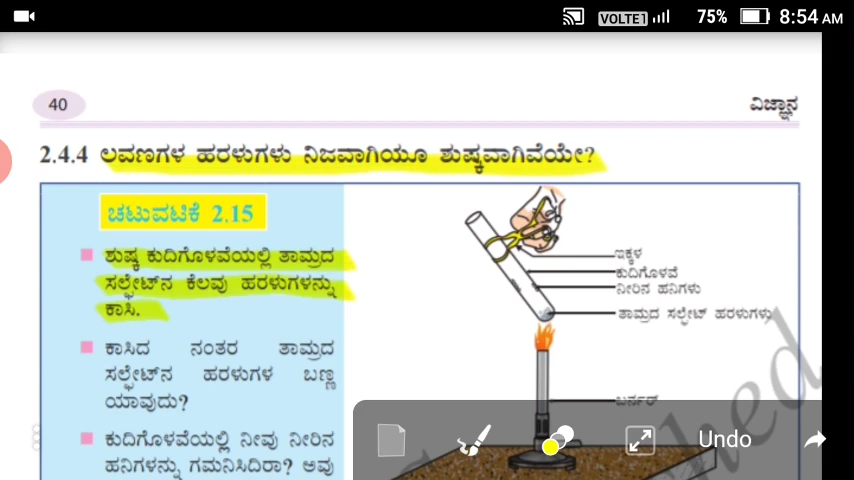 VOLTE1
75%
8:54 AM
40
ವಿಜ್ಞಾನ
2.4.4 ಲವಣಗಳ ಹರಳುಗಳು ನಿಜವಾಗಿಯೂ ಶುಷ್ಕವಾಗಿವೆಯೇ?
ಚಟುವಟಿಕೆ 2.15
ಶುಷ್ಕ ಕುದಿಗೊಳವೆಯಲ್ಲಿ ತಾಮ್ರದ
ಸಲ್ಫೇಟ್‌ನ ಕೆಲವು ಹರಳುಗಳನ್ನು
ಕಾಸಿ.
ಕಾಸಿದ ನಂತರ ತಾಮ್ರದ
ಸಲ್ಫೇಟ್‌ನ ಹರಳುಗಳ ಬಣ್ಣ
ಯಾವುದು?
ಕುದಿಗೊಳವೆಯಲ್ಲಿ ನೀವು ನೀರಿನ
ಹನಿಗಳನ್ನು ಗಮನಿಸಿದಿರಾ? ಅವು
ಇಕ್ಕಳ
ಕುದಿಗೊಳವೆ
ನೀರಿನ ಹನಿಗಳು
ತಾಮ್ರದ ಸಲ್ಫೇಟ್ ಹರಳುಗಳು
ಬರ್ನರ್
hed
Undo